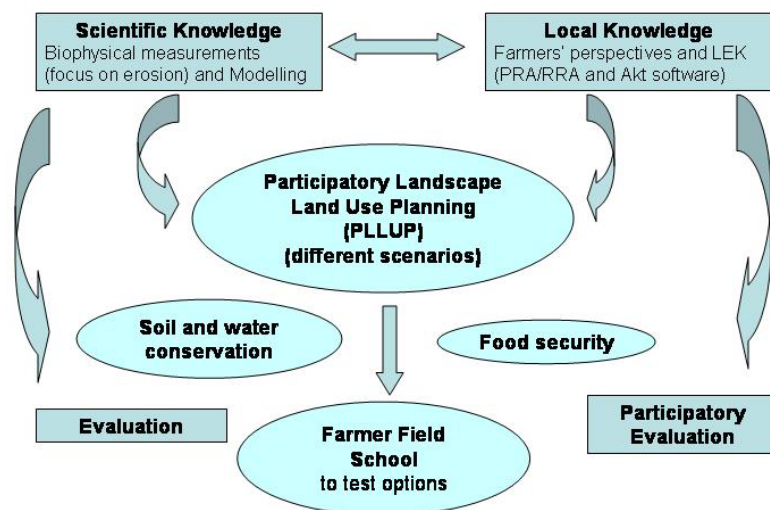 Scientific Knowledge
Biophysical measurements
(focus on erosion) and Modelling
Local Knowledge
Farmers' perspectives and LEK
(PRA/RRA and Akt software)
Participatory Landscape
Land Use Planning
(PLLUP)
(different scenarios)
Soil and water
conservation
Food security
Evaluation
Farmer Field
School
to test options
Participatory
Evaluation